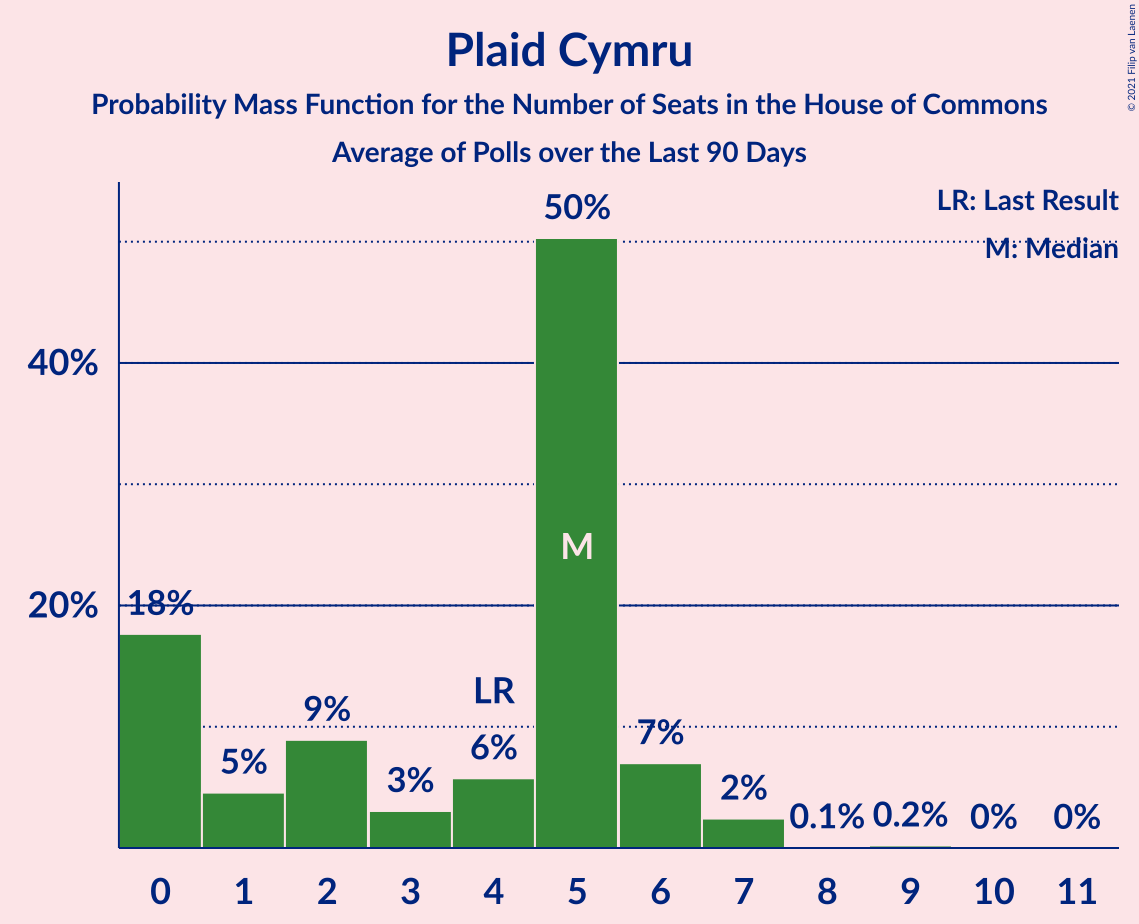 Plaid Cymru
Probability Mass Function for the Number of Seats in the House of Commons
Average of Polls over the Last 90 Days
© 2021 Filip van Laenen
LR: Last Result
M: Median
50%
40%
20%
18%
5%
9%
3%
LR
6%
M
7%
2%
0.1%
0.2%
0%
0%
0 1 2 3 4 5 6 7 8 9 10 11